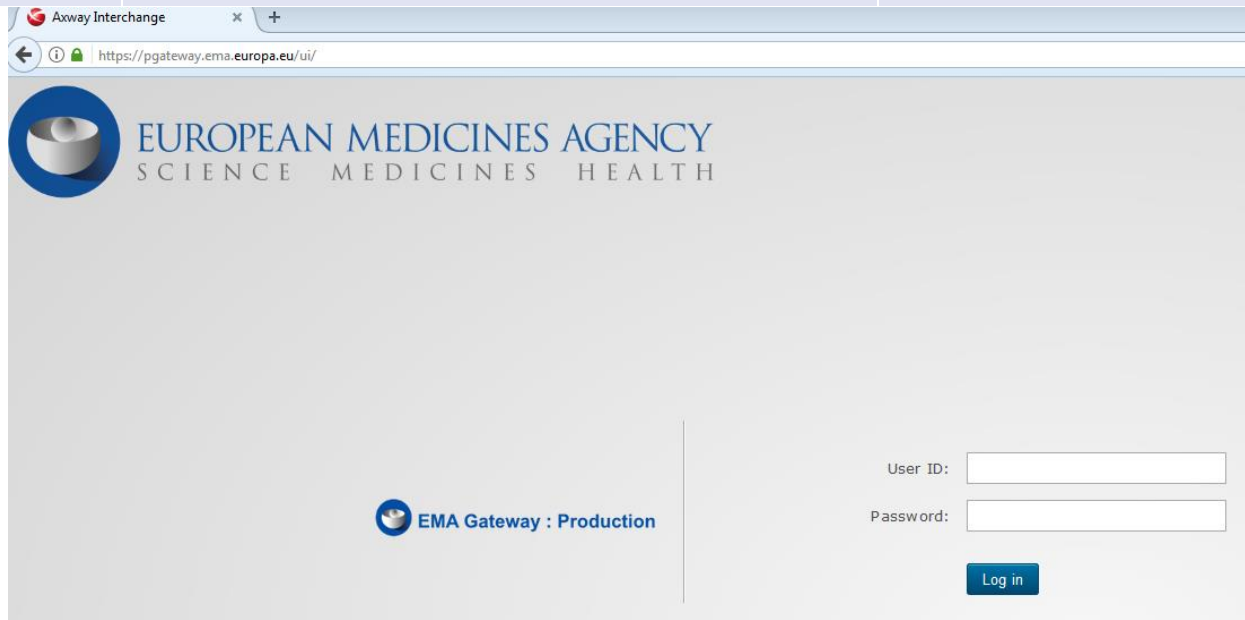 Axway Interchange
https://pgateway.ema.europa.eu/ui/
EUROPEAN MEDICINES AGENCY
SCIENCE MEDICINES HEALTH
User ID:
EMA Gateway : Production
Password:
Log in